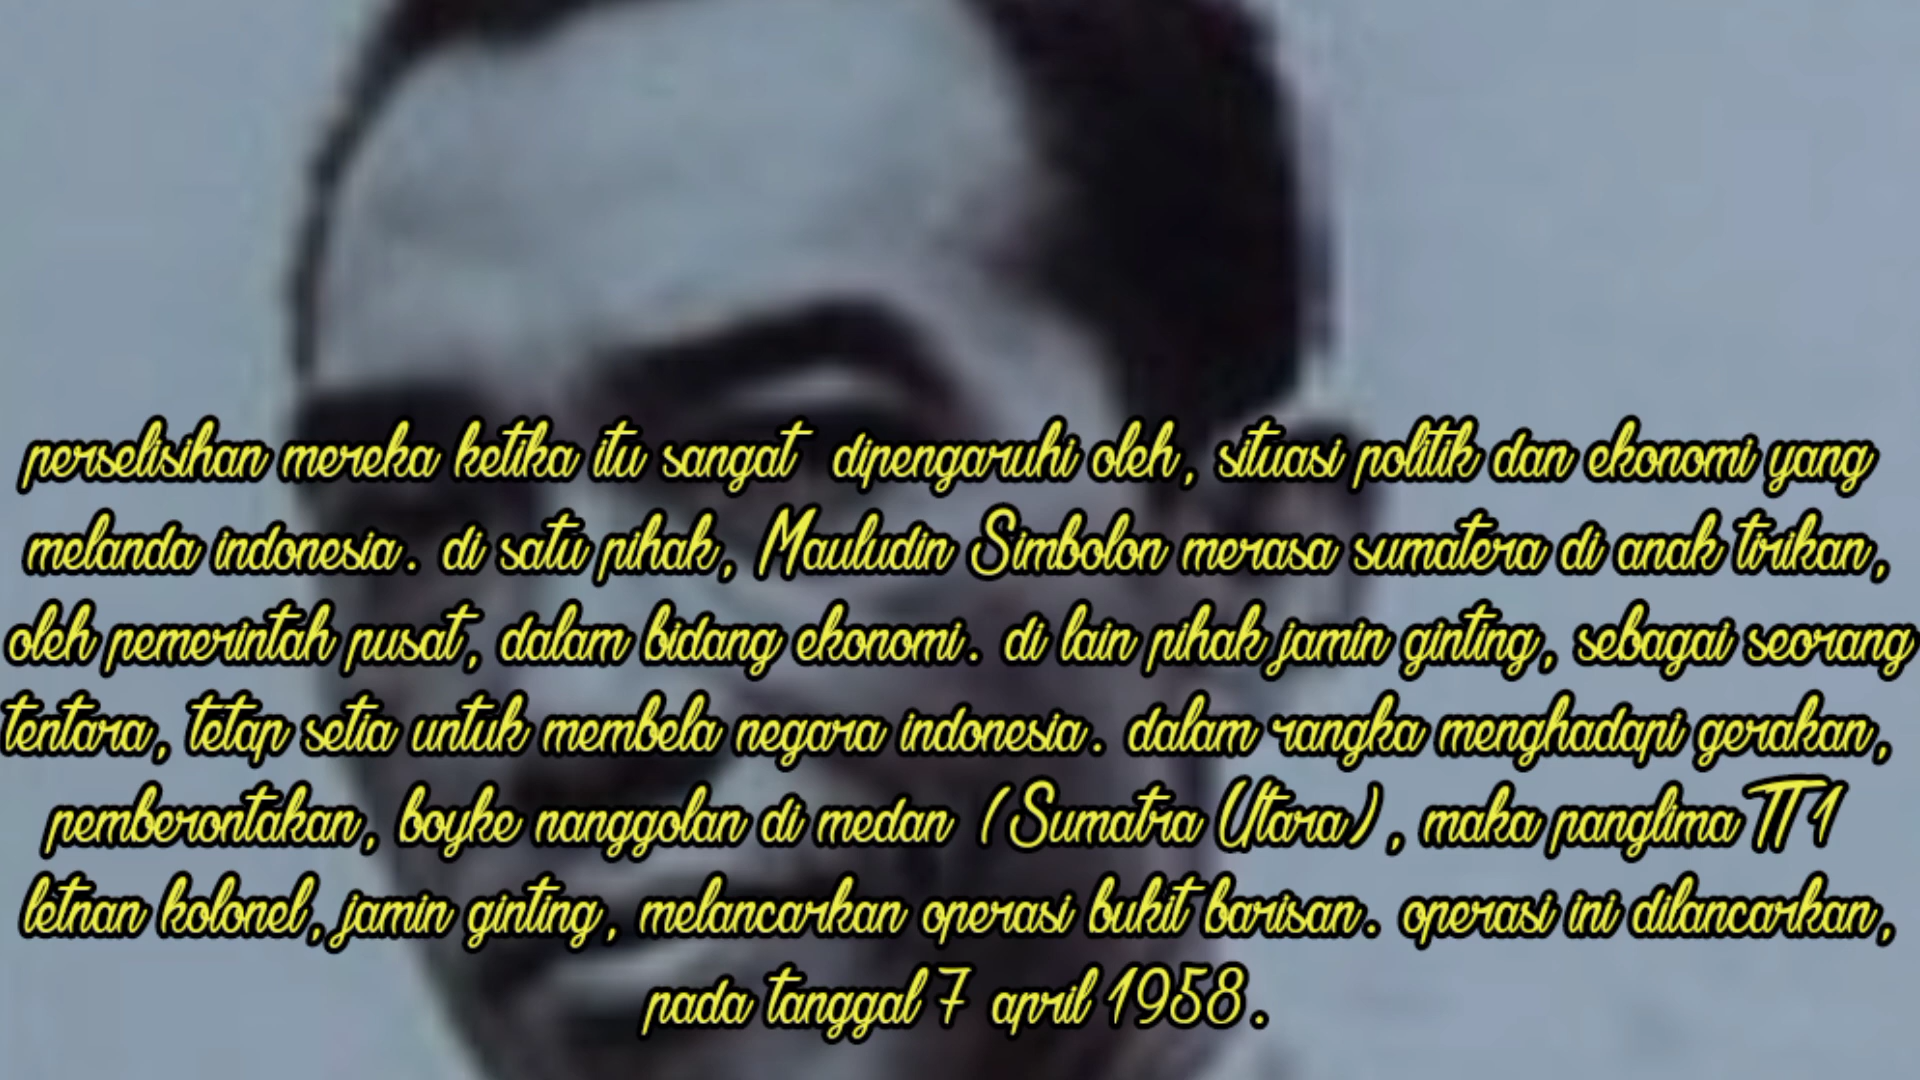 perselisihan mereka ketika itu sangat dipengaruhi oleh, situasi politik dan ekonomi yang
melanda indonesia. di satu pihak, Mauludin Simbolon merasa sumatera di anak tirikan,
oleh pemerintah pusat, dalam bidang ekonomi. di lain pihak jamin ginting, sebagai seorang
tentara, tetap setia untuk membela negara indonesia. dalam rangka menghadapi gerakan,
pemberontakan, boyke nanggolan di medan (Sumatra Utara), maka panglima TT 1
letnan kolonel, jamin ginting, melancarkan operasi bukit barisan. operasi ini dilancarkan,
pada tanggal 7 april 1958.